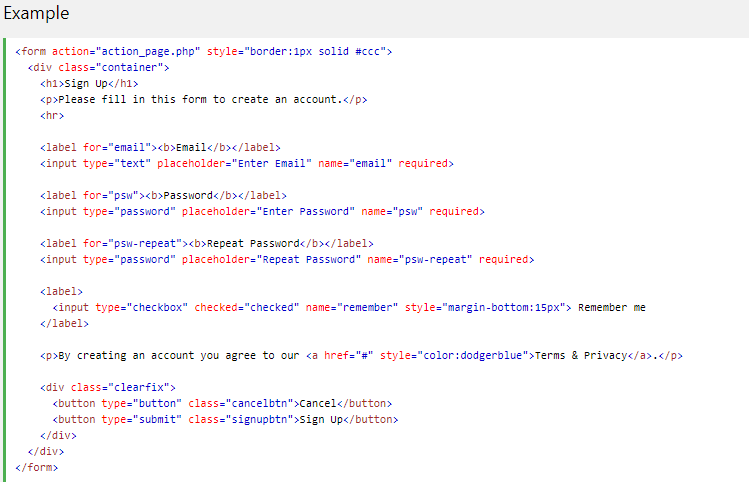 Example
<form action="action_page.php" style="border:1px solid #ccc">
<div class="container">
<h1>Sign Up</h1>
<p>Please fill in this form to create an account.</p>
<hr>
<label for="email"><b>Email</b></label>
<input type="text" placeholder="Enter Email" name="email" required>
<label for="psw"><b>Password</b></label>
<input type="password" placeholder="Enter Password" name="psw" required>
<label for="psw-repeat"><b>Repeat Password</b></label>
<input type="password" placeholder="Repeat Password" name="psw-repeat" required>
<label>
<input type="checkbox" checked="checked" name="remember" style="margin-bottom:15px"> Remember me
</label>
<p>By creating an account you agree to our <a href="#" style="color:dodgerblue">Terms & Privacy</a>.</p>
<div class="clearfix">
<button type="button" class="cancelbtn">Cancel</button>
<button type="submit" class="signupbtn">Sign Up</button>
</div>
</div>
</form>